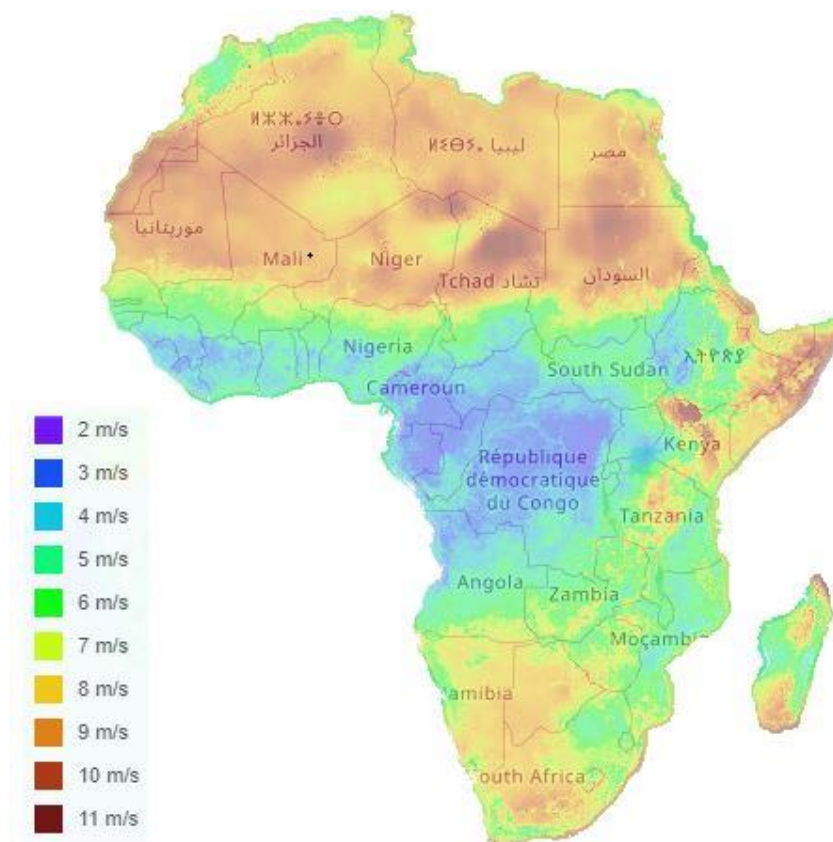 ⵍⵣⵣⴰⵢⴻⵔ
الجزائر
ⵍⵉⴱⵢⴰ ليبيا
مصر
موريتانيا
Mali
Niger
Tchad تشاد
السودان
Nigeria
South Sudan
ኢትዮጵያ
Cameroun
Kenya
République
démocratique
du Congo
Tanzania
Angola
Zambia
Moçambi
amibia
outh Africa
2 m/s
3 m/s
4 m/s
5 m/s
6 m/s
7 m/s
8 m/s
9 m/s
10 m/s
11 m/s